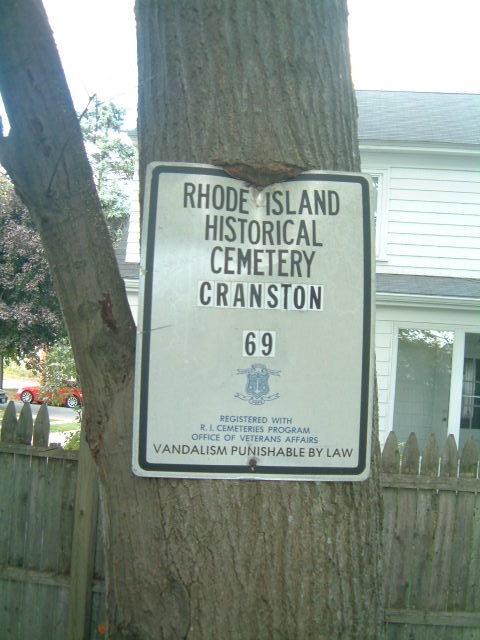 RHODE ISLAND
HISTORICAL
CEMETERY
CRANSTON
69
REGISTERED WITH
R.I. CEMETERIES PROGRAM
OFFICE OF VETERANS AFFAIRS
VANDALISM PUNISHABLE BY LAW